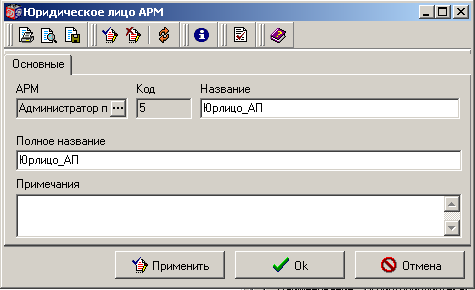 Юридическое лицо АРМ
Основные
АРМ Код Название
Администратор п ... 5 Юрлицо_АП
Полное название
Юрлицо_АП
Примечания
Применить Ok Отмена